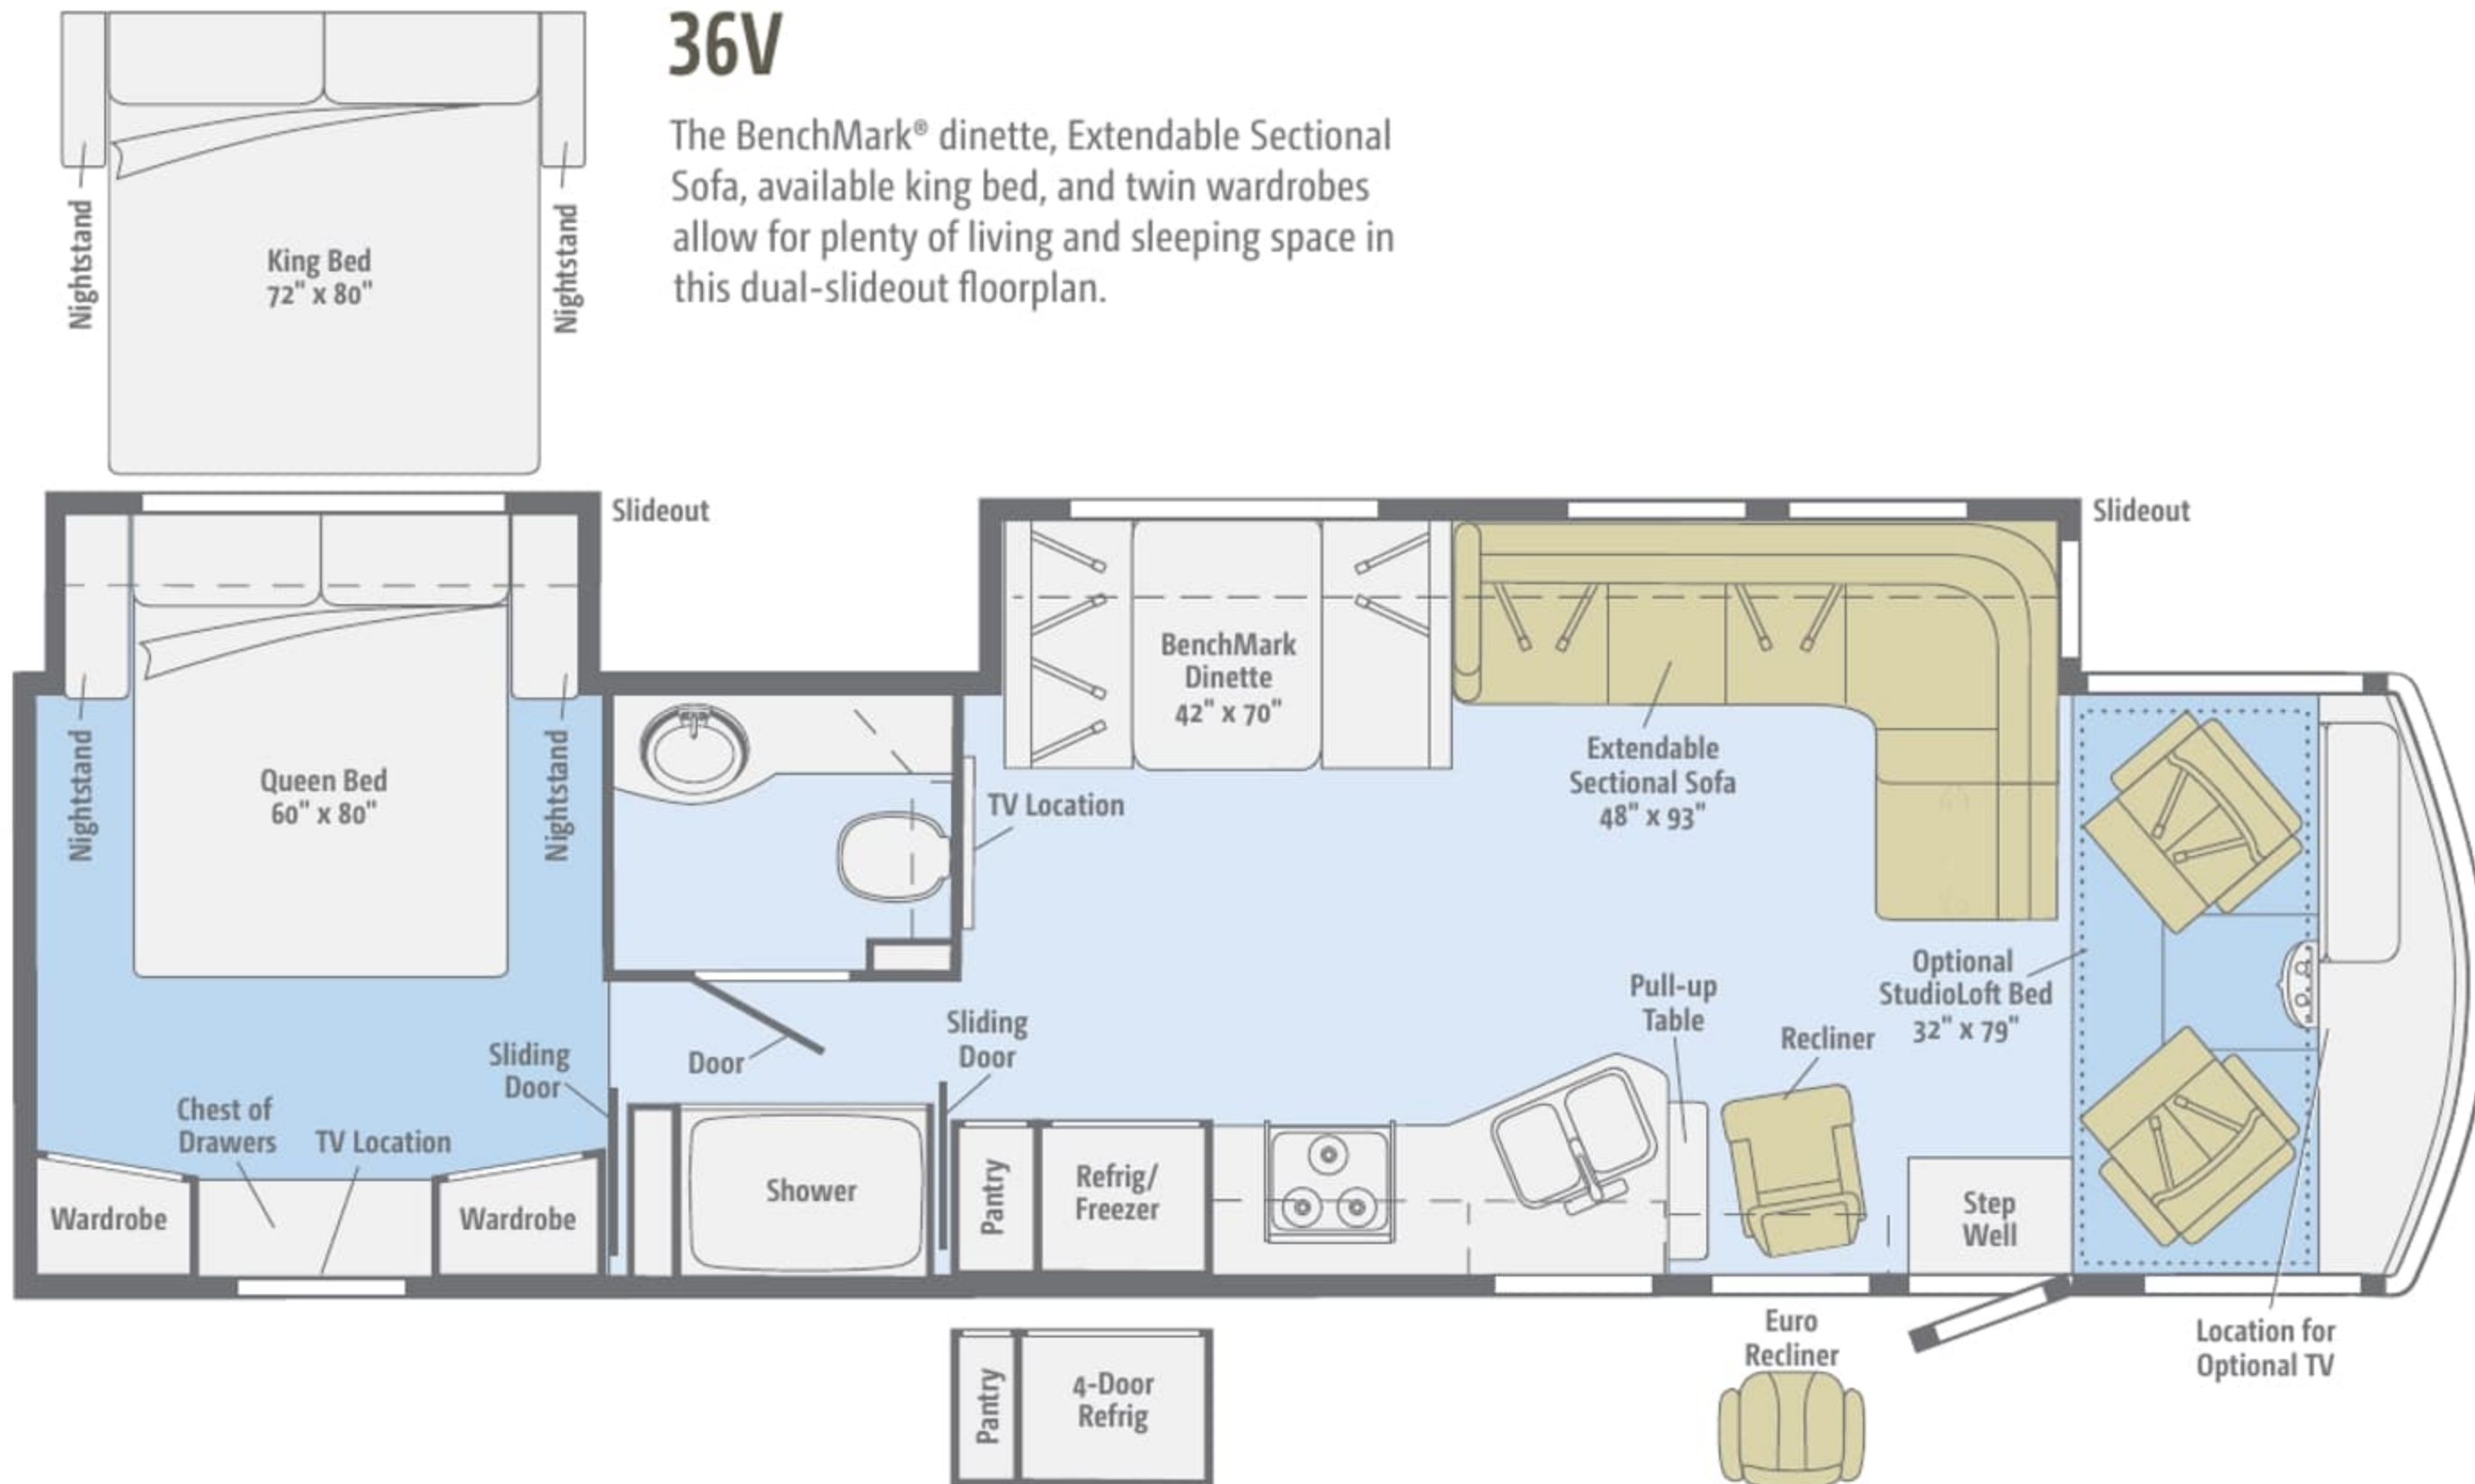 36V
The BenchMark® dinette, Extendable Sectional
Sofa, available king bed, and twin wardrobes
allow for plenty of living and sleeping space in
this dual-slideout floorplan.
Nightstand
King Bed
72" x 80"
Nightstand
Slideout
Slideout
Nightstand
Queen Bed
60" x 80"
Nightstand
TV Location
BenchMark
Dinette
42" x 70"
Extendable
Sectional Sofa
48" x 93"
Optional
StudioLoft Bed
32" x 79"
Pull-up
Table
Recliner
Sliding
Door
Door
Sliding
Door
Chest of
Drawers
TV Location
Wardrobe
Wardrobe
Shower
Pantry
Refrig/
Freezer
Step
Well
Euro
Recliner
Location for
Optional TV
Pantry
4-Door
Refrig